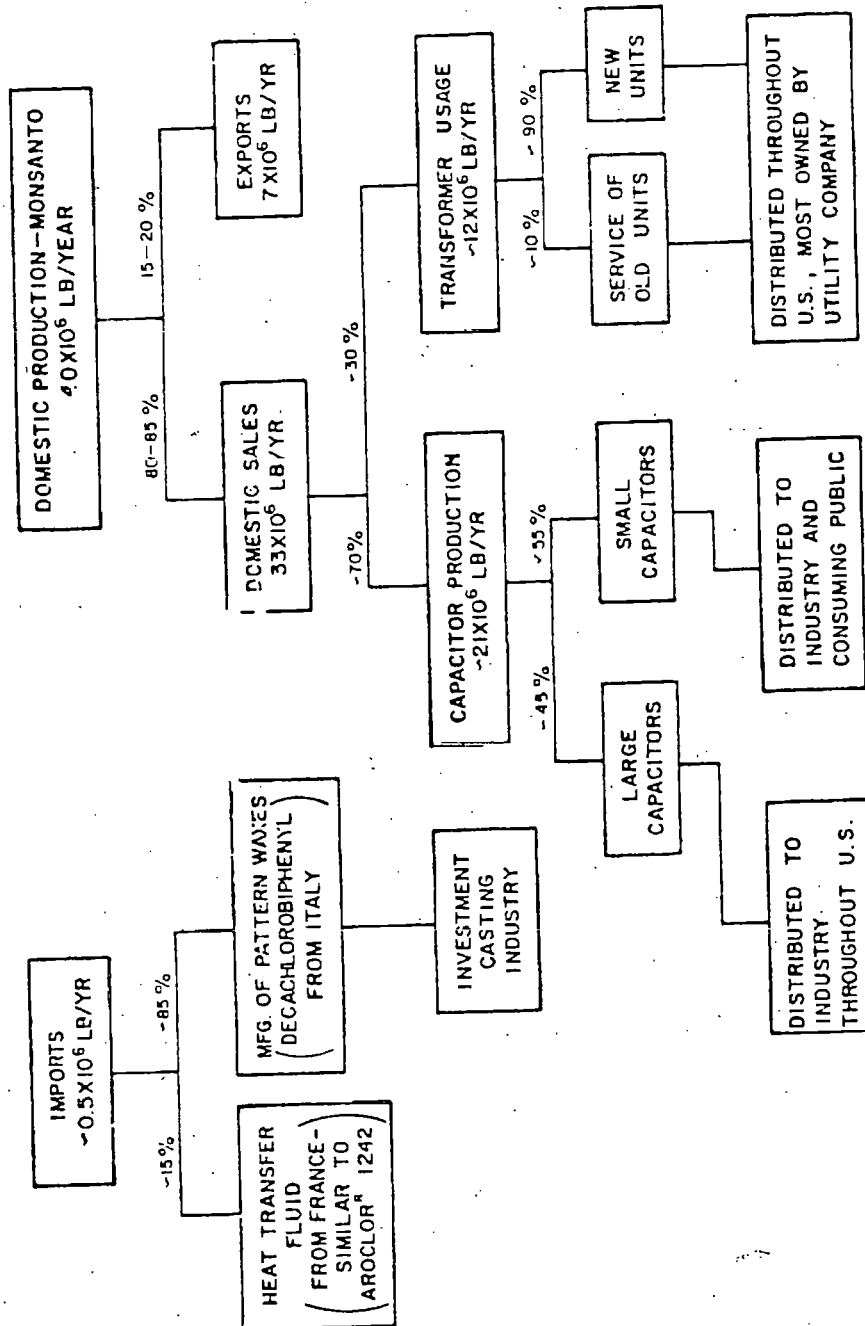 DOMESTIC PRODUCTION-MONSANTO
40X10⁶ LB/YEAR
80-85%
15-20%
DOMESTIC SALES
33X10⁶ LB/YR
EXPORTS
7X10⁶ LB/YR
~70%
~30%
CAPACITOR PRODUCTION
~21X10⁶ LB/YR
TRANSFORMER USAGE
~12X10⁶ LB/YR
~45%
~55%
~10%
~90%
LARGE
CAPACITORS
SMALL
CAPACITORS
SERVICE OF
OLD UNITS
NEW
UNITS
DISTRIBUTED TO
INDUSTRY
THROUGHOUT U.S.
DISTRIBUTED TO
INDUSTRY AND
CONSUMING PUBLIC
DISTRIBUTED THROUGHOUT
U.S., MOST OWNED BY
UTILITY COMPANY
IMPORTS
~0.5X10⁶ LB/YR
~15%
~85%
HEAT TRANSFER
FLUID
(FROM FRANCE-
SIMILAR TO
AROCLORᴿ 1242)
MFG. OF PATTERN WAXES
(DECACHLOROBIPHENYL
FROM ITALY)
INVESTMENT
CASTING
INDUSTRY